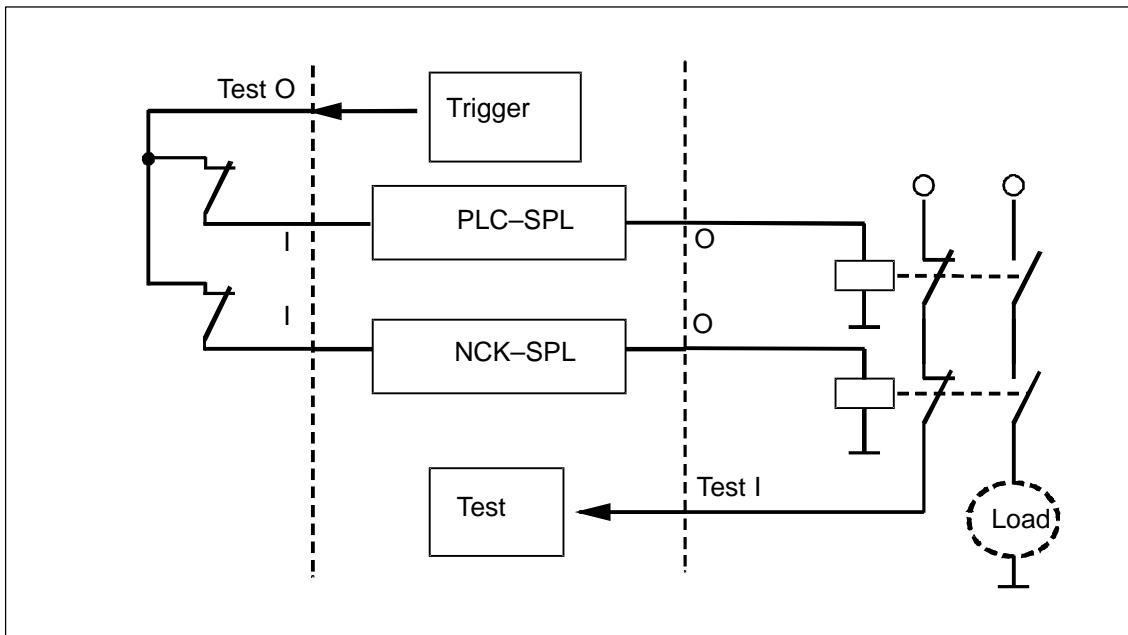 Test O
Trigger
PLC–SPL
I
O
I
O
NCK–SPL
Test
Test I
Load